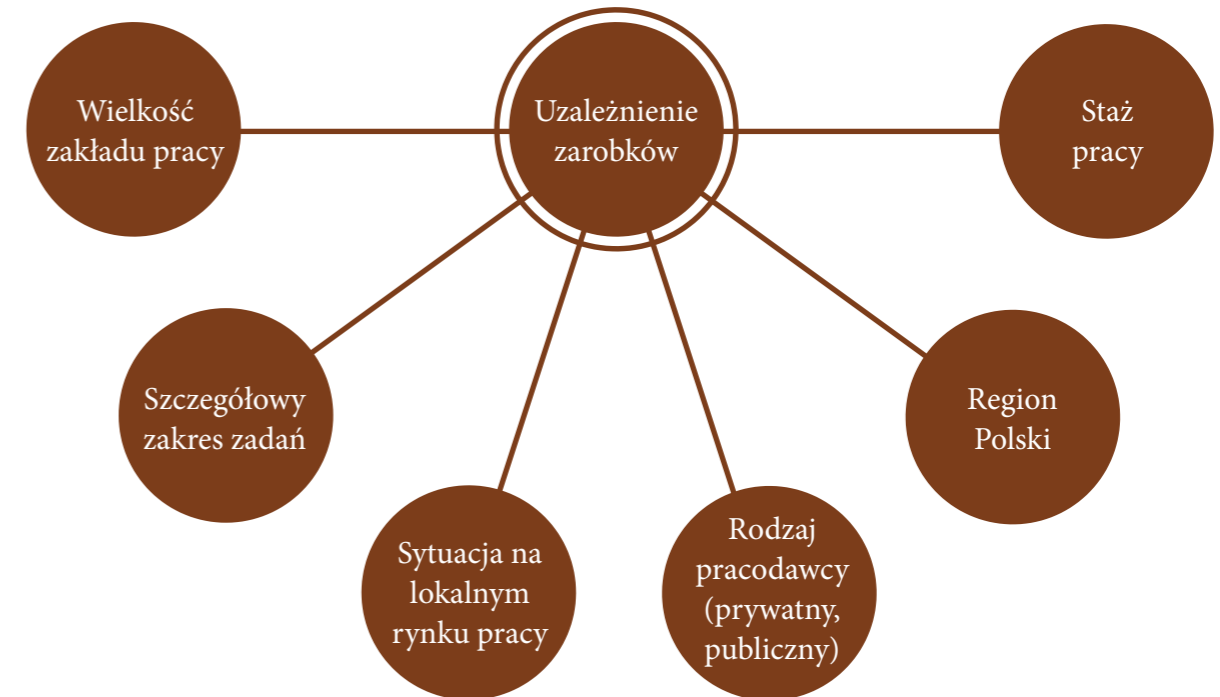 Wielkość
zakładu pracy
Uzależnienie
zarobków
Staż
pracy
Szczegółowy
zakres zadań
Region
Polski
Sytuacja na
lokalnym
rynku pracy
Rodzaj
pracodawcy
(prywatny,
publiczny)